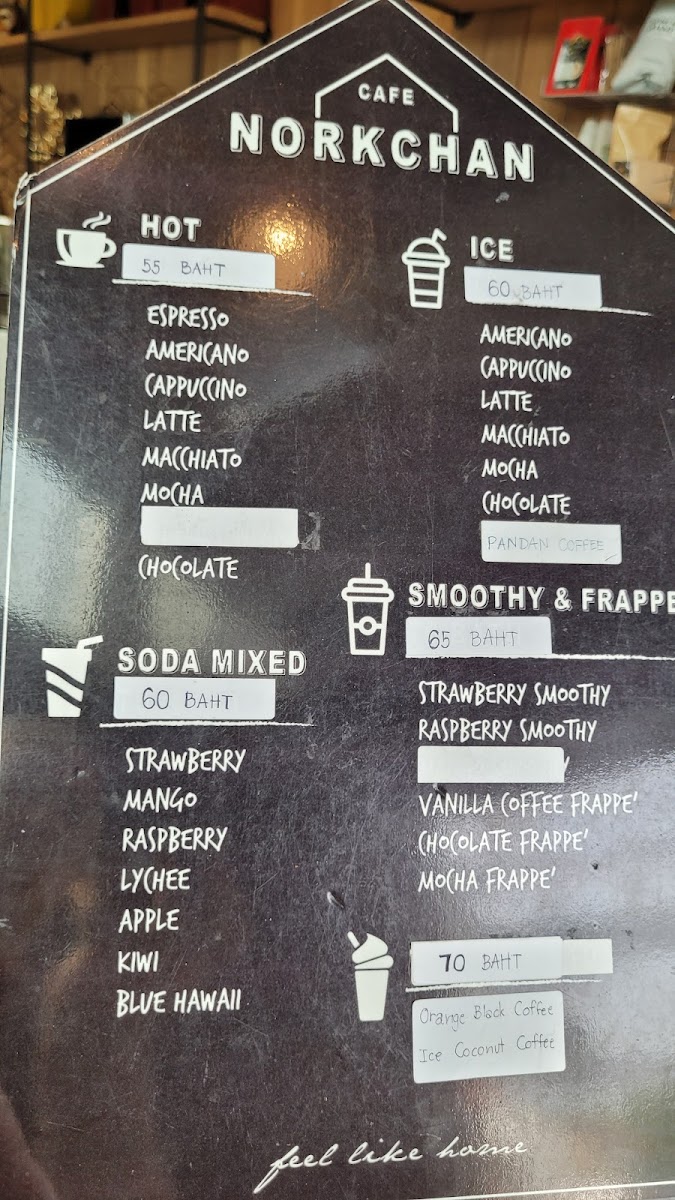 CAFE
NORKCHAN
HOT
55 BAHT
ESPRESSO
AMERICANO
CAPPUCCINO
LATTE
MACCHIATO
MOCHA
CHOCOLATE
ICE
60 BAHT
AMERICANO
CAPPUCCINO
LATTE
MACCHIATO
MOCHA
CHOCOLATE
PANDAN COFFEE
SODA MIXED
60 BAHT
STRAWBERRY
MANGO
RASPBERRY
LYCHEE
APPLE
KIWI
BLUE HAWAII
SMOOTHY & FRAPPE
65 BAHT
STRAWBERRY SMOOTHY
RASPBERRY SMOOTHY
VANILLA COFFEE FRAPPE'
CHOCOLATE FRAPPE'
MOCHA FRAPPE'
70 BAHT
Orange Black Coffee
Ice Coconut Coffee
feel like home